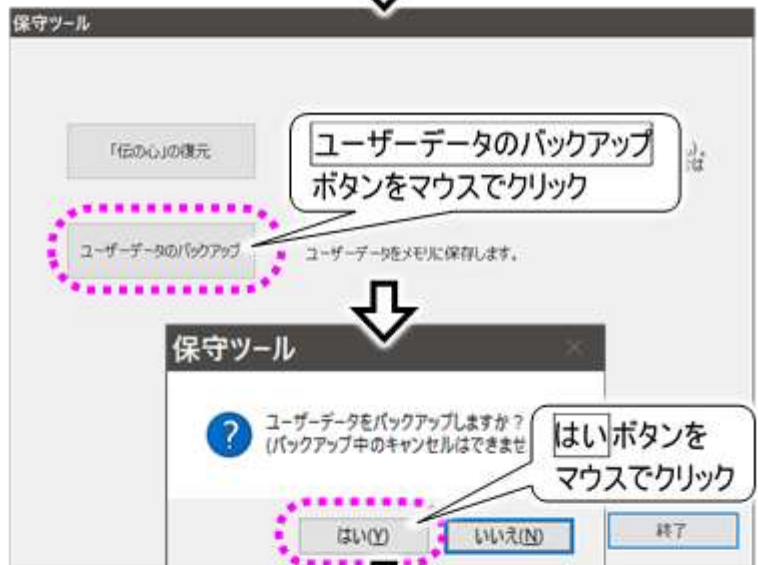 保守ツール
「伝の心」の復元
ユーザーデータのバックアップ
ボタンをマウスでクリック
は
ユーザーデータのバックアップ
ユーザーデータをメモリに保存します。
保守ツール
ユーザーデータをバックアップしますか?
(バックアップ中のキャンセルはできませ
はいボタンを
マウスでクリック
はい(Y)
いいえ(N)
終了